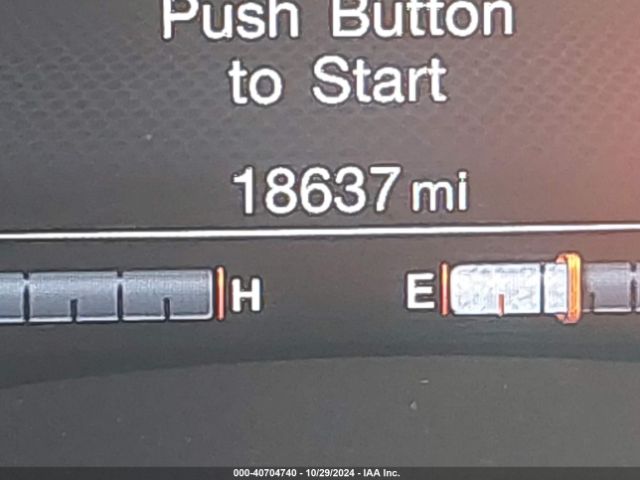 Push Button
to Start
18637 mi
H E
000-40704740 - 10/29/2024 - IAA Inc.